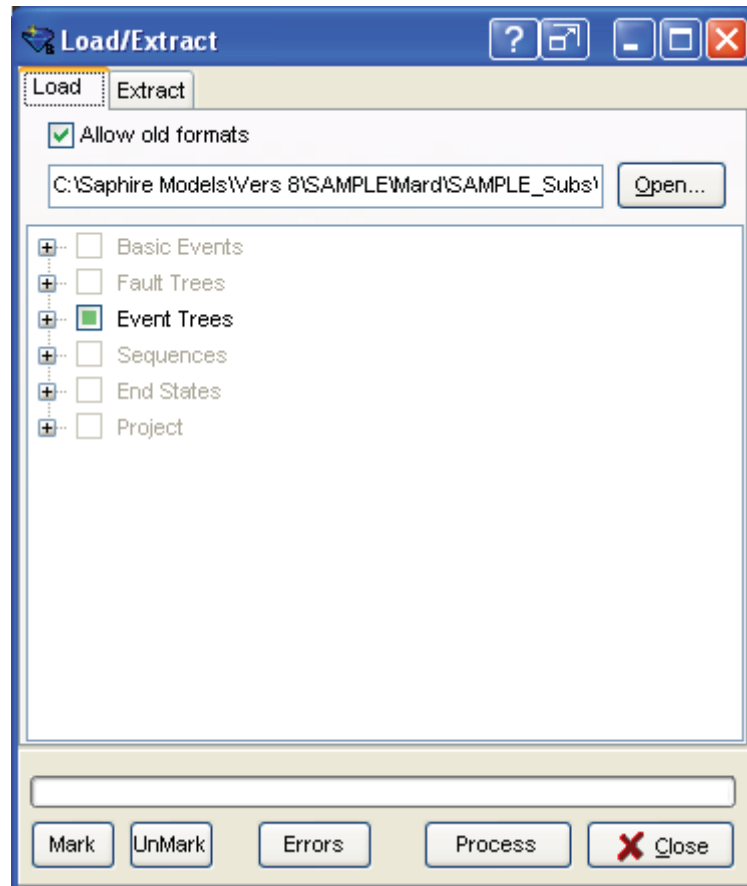 Load/Extract
Load Extract
Allow old formats
C:\Saphire Models\Vers 8\SAMPLE\Mard\SAMPLE_Subs\ Open...
Basic Events
Fault Trees
Event Trees
Sequences
End States
Project
Mark UnMark Errors Process Close